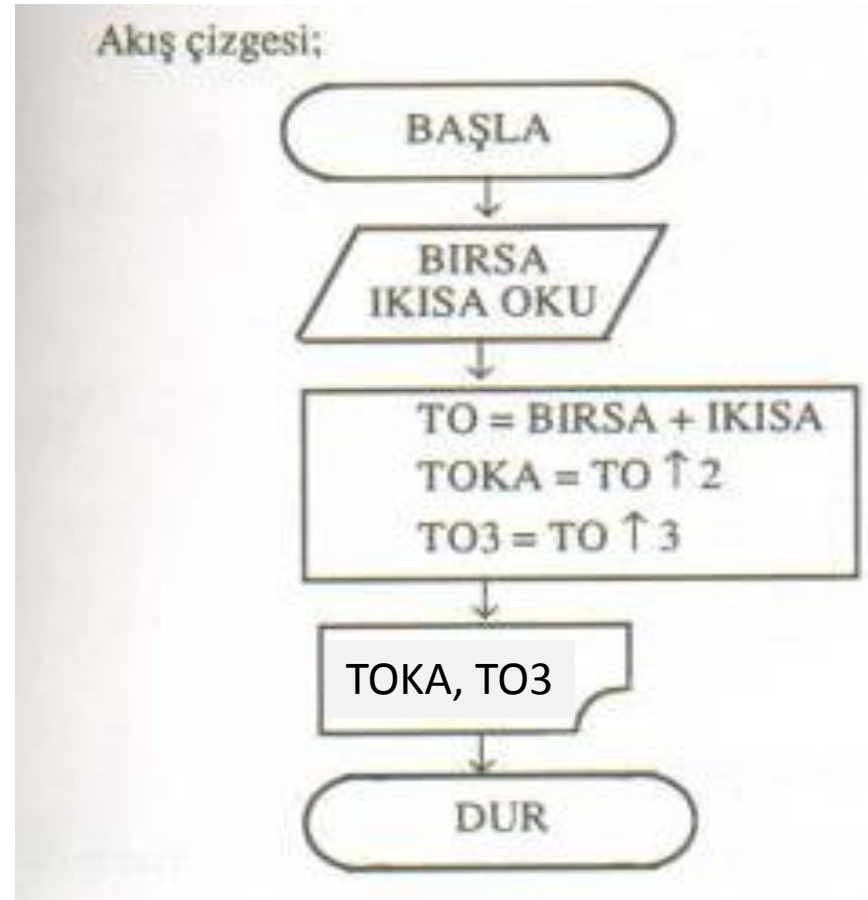 Akış çizgesi;
BAŞLA
BIRSA
IKISA OKU
TO = BIRSA + IKISA
TOKA = TO ↑ 2
TO3 = TO ↑ 3
TOKA, TO3
DUR